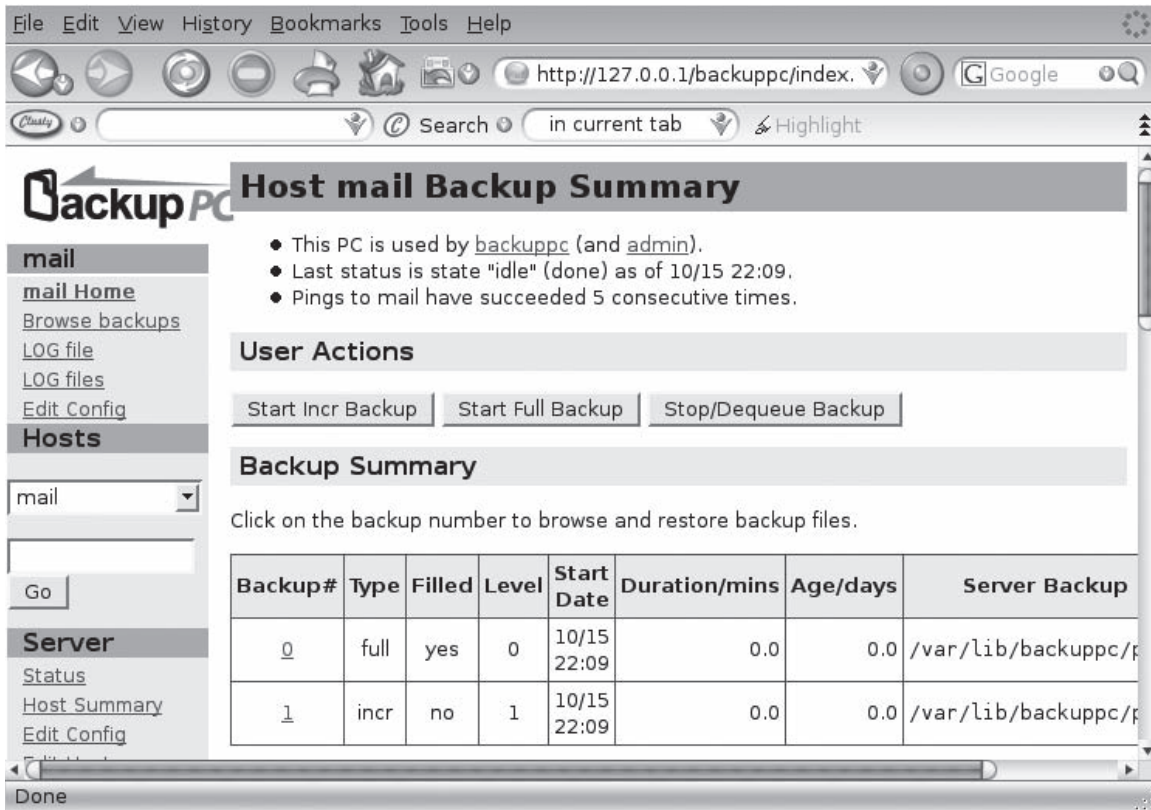 File Edit View History Bookmarks Tools Help
http://127.0.0.1/backuppc/index.
G Google
Clusty
Search in current tab Highlight
BackupPC
mail
mail Home
Browse backups
LOG file
LOG files
Edit Config
Hosts
mail
Go
Server
Status
Host Summary
Edit Config
Host mail Backup Summary
• This PC is used by backuppc (and admin).
• Last status is state "idle" (done) as of 10/15 22:09.
• Pings to mail have succeeded 5 consecutive times.
User Actions
Start Incr Backup Start Full Backup Stop/Dequeue Backup
Backup Summary
Click on the backup number to browse and restore backup files.
Backup# Type Filled Level Start Date Duration/mins Age/days Server Backup
0 full yes 0 10/15 22:09 0.0 0.0 /var/lib/backuppc/p
1 incr no 1 10/15 22:09 0.0 0.0 /var/lib/backuppc/p
Done